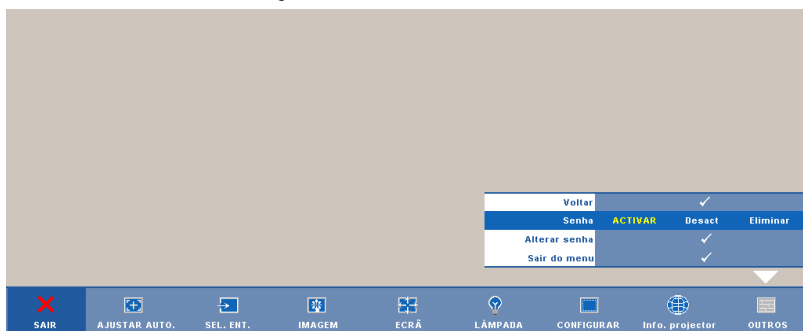 Voltar
Senha ACTIVAR Desact Eliminar
Alterar senha
Sair do menu
SAIR AJUSTAR AUTO. SEL. ENT. IMAGEM ECRÃ LÂMPADA CONFIGURAR Info. projector OUTROS